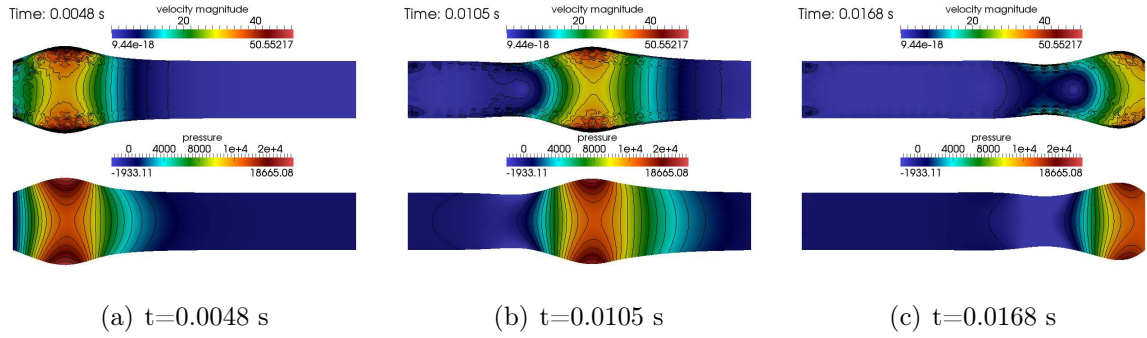 Time: 0.0048 s
velocity magnitude
20 40
9.44e-18 50.55217
pressure
0 4000 8000 1e+4 2e+4
-1933.11 18665.08
(a) t=0.0048 s
Time: 0.0105 s
velocity magnitude
20 40
9.44e-18 50.55217
pressure
0 4000 8000 1e+4 2e+4
-1933.11 18665.08
(b) t=0.0105 s
Time: 0.0168 s
velocity magnitude
20 40
9.44e-18 50.55217
pressure
0 4000 8000 1e+4 2e+4
-1933.11 18665.08
(c) t=0.0168 s